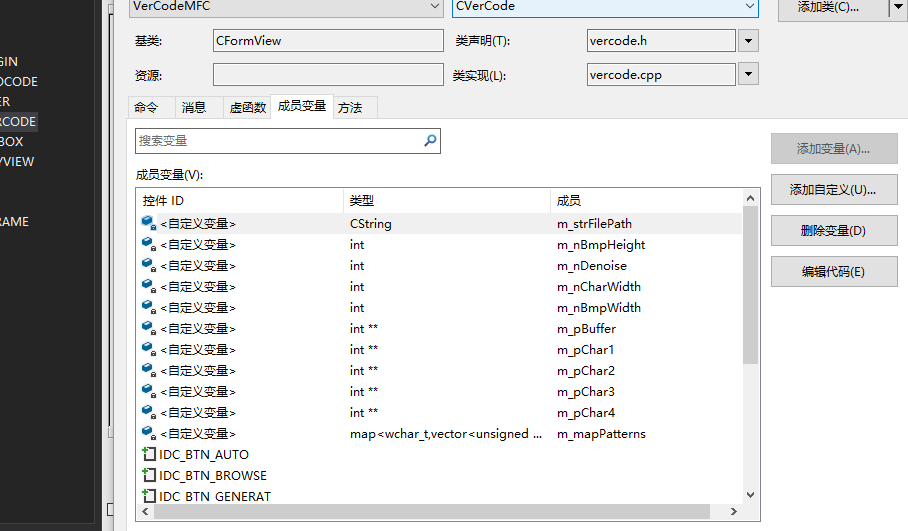 VerCodeMFC CVerCode 添加类(C)...
基类: CFormView 类声明(T): vercode.h
资源: 类实现(L): vercode.cpp
命令 消息 虚函数 成员变量 方法
搜索变量
添加变量(A)...
成员变量(V):
添加自定义(U)...
控件 ID 类型 成员
<自定义变量> CString m_strFilePath
删除变量(D)
<自定义变量> int m_nBmpHeight
<自定义变量> int m_nDenoise
编辑代码(E)
<自定义变量> int m_nCharWidth
<自定义变量> int m_nBmpWidth
<自定义变量> int ** m_pBuffer
<自定义变量> int ** m_pChar1
<自定义变量> int ** m_pChar2
<自定义变量> int ** m_pChar3
<自定义变量> int ** m_pChar4
<自定义变量> map<wchar_t,vector<unsigned ... m_mapPatterns
IDC_BTN_AUTO
IDC_BTN_BROWSE
IDC_BTN_GENERAT
GIN
OCODE
ER
RCODE
BOX
YVIEW
RAME